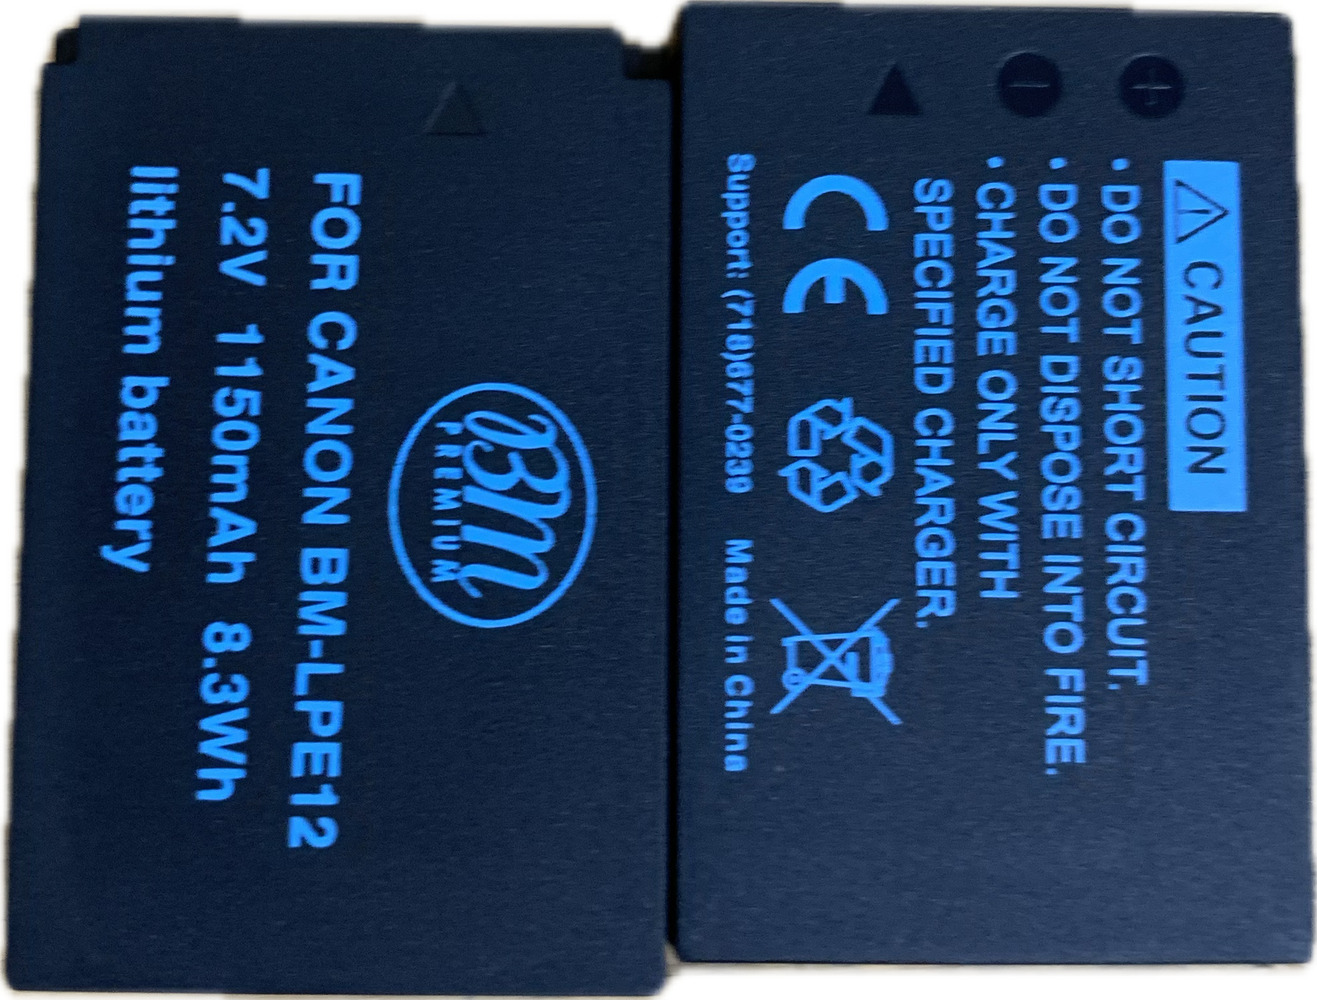 BM
PREMIUM
FOR CANON BM-LPE12
7.2V 1150mAh 8.3Wh
lithium battery
CAUTION
• DO NOT SHORT CIRCUIT.
• DO NOT DISPOSE INTO FIRE.
• CHARGE ONLY WITH
SPECIFIED CHARGER.
CE
Support: (718)677-0230 Made in China